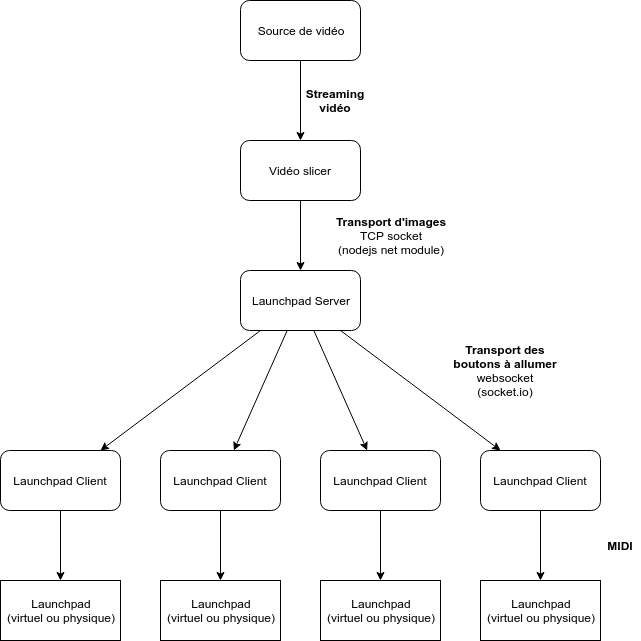 Source de vidéo
Streaming
vidéo
Vidéo slicer
Transport d'images
TCP socket
(nodejs net module)
Launchpad Server
Transport des
boutons à allumer
websocket
(socket.io)
Launchpad Client
Launchpad Client
Launchpad Client
Launchpad Client
MIDI
Launchpad
(virtuel ou physique)
Launchpad
(virtuel ou physique)
Launchpad
(virtuel ou physique)
Launchpad
(virtuel ou physique)